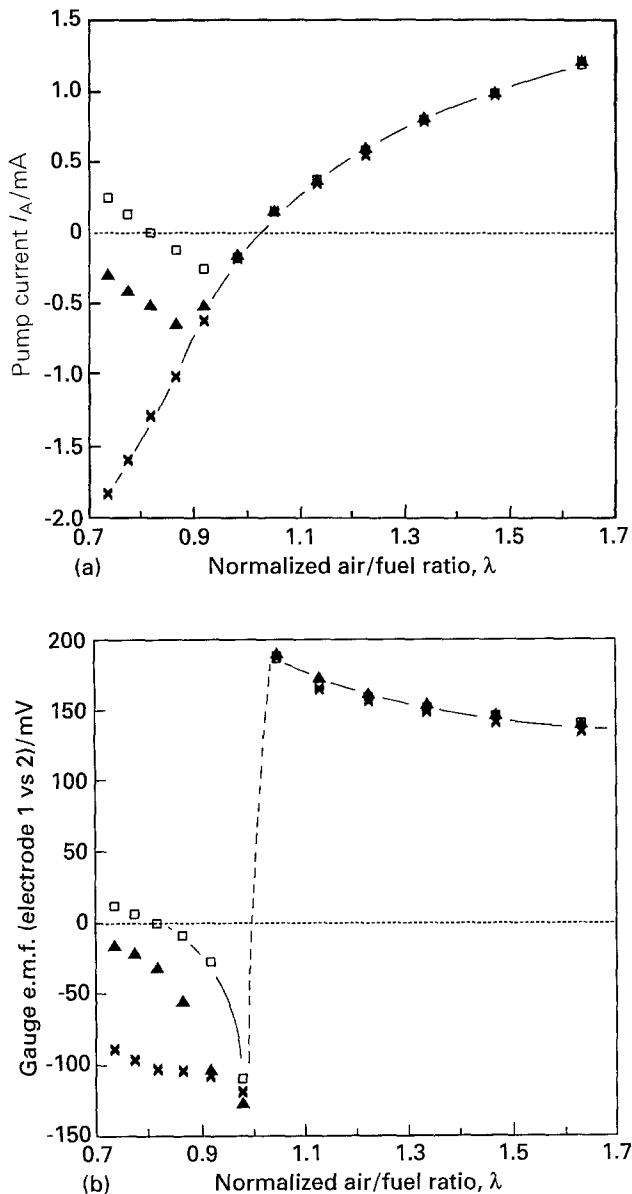 1.5
1.0
0.5
0
-0.5
-1.0
-1.5
-2.0
Pump current I_A/mA
0.7 0.9 1.1 1.3 1.5 1.7
(a) Normalized air/fuel ratio, λ
200
150
100
50
0
-50
-100
-150
Gauge e.m.f. (electrode 1 vs 2)/mV
0.7 0.9 1.1 1.3 1.5 1.7
(b) Normalized air/fuel ratio, λ